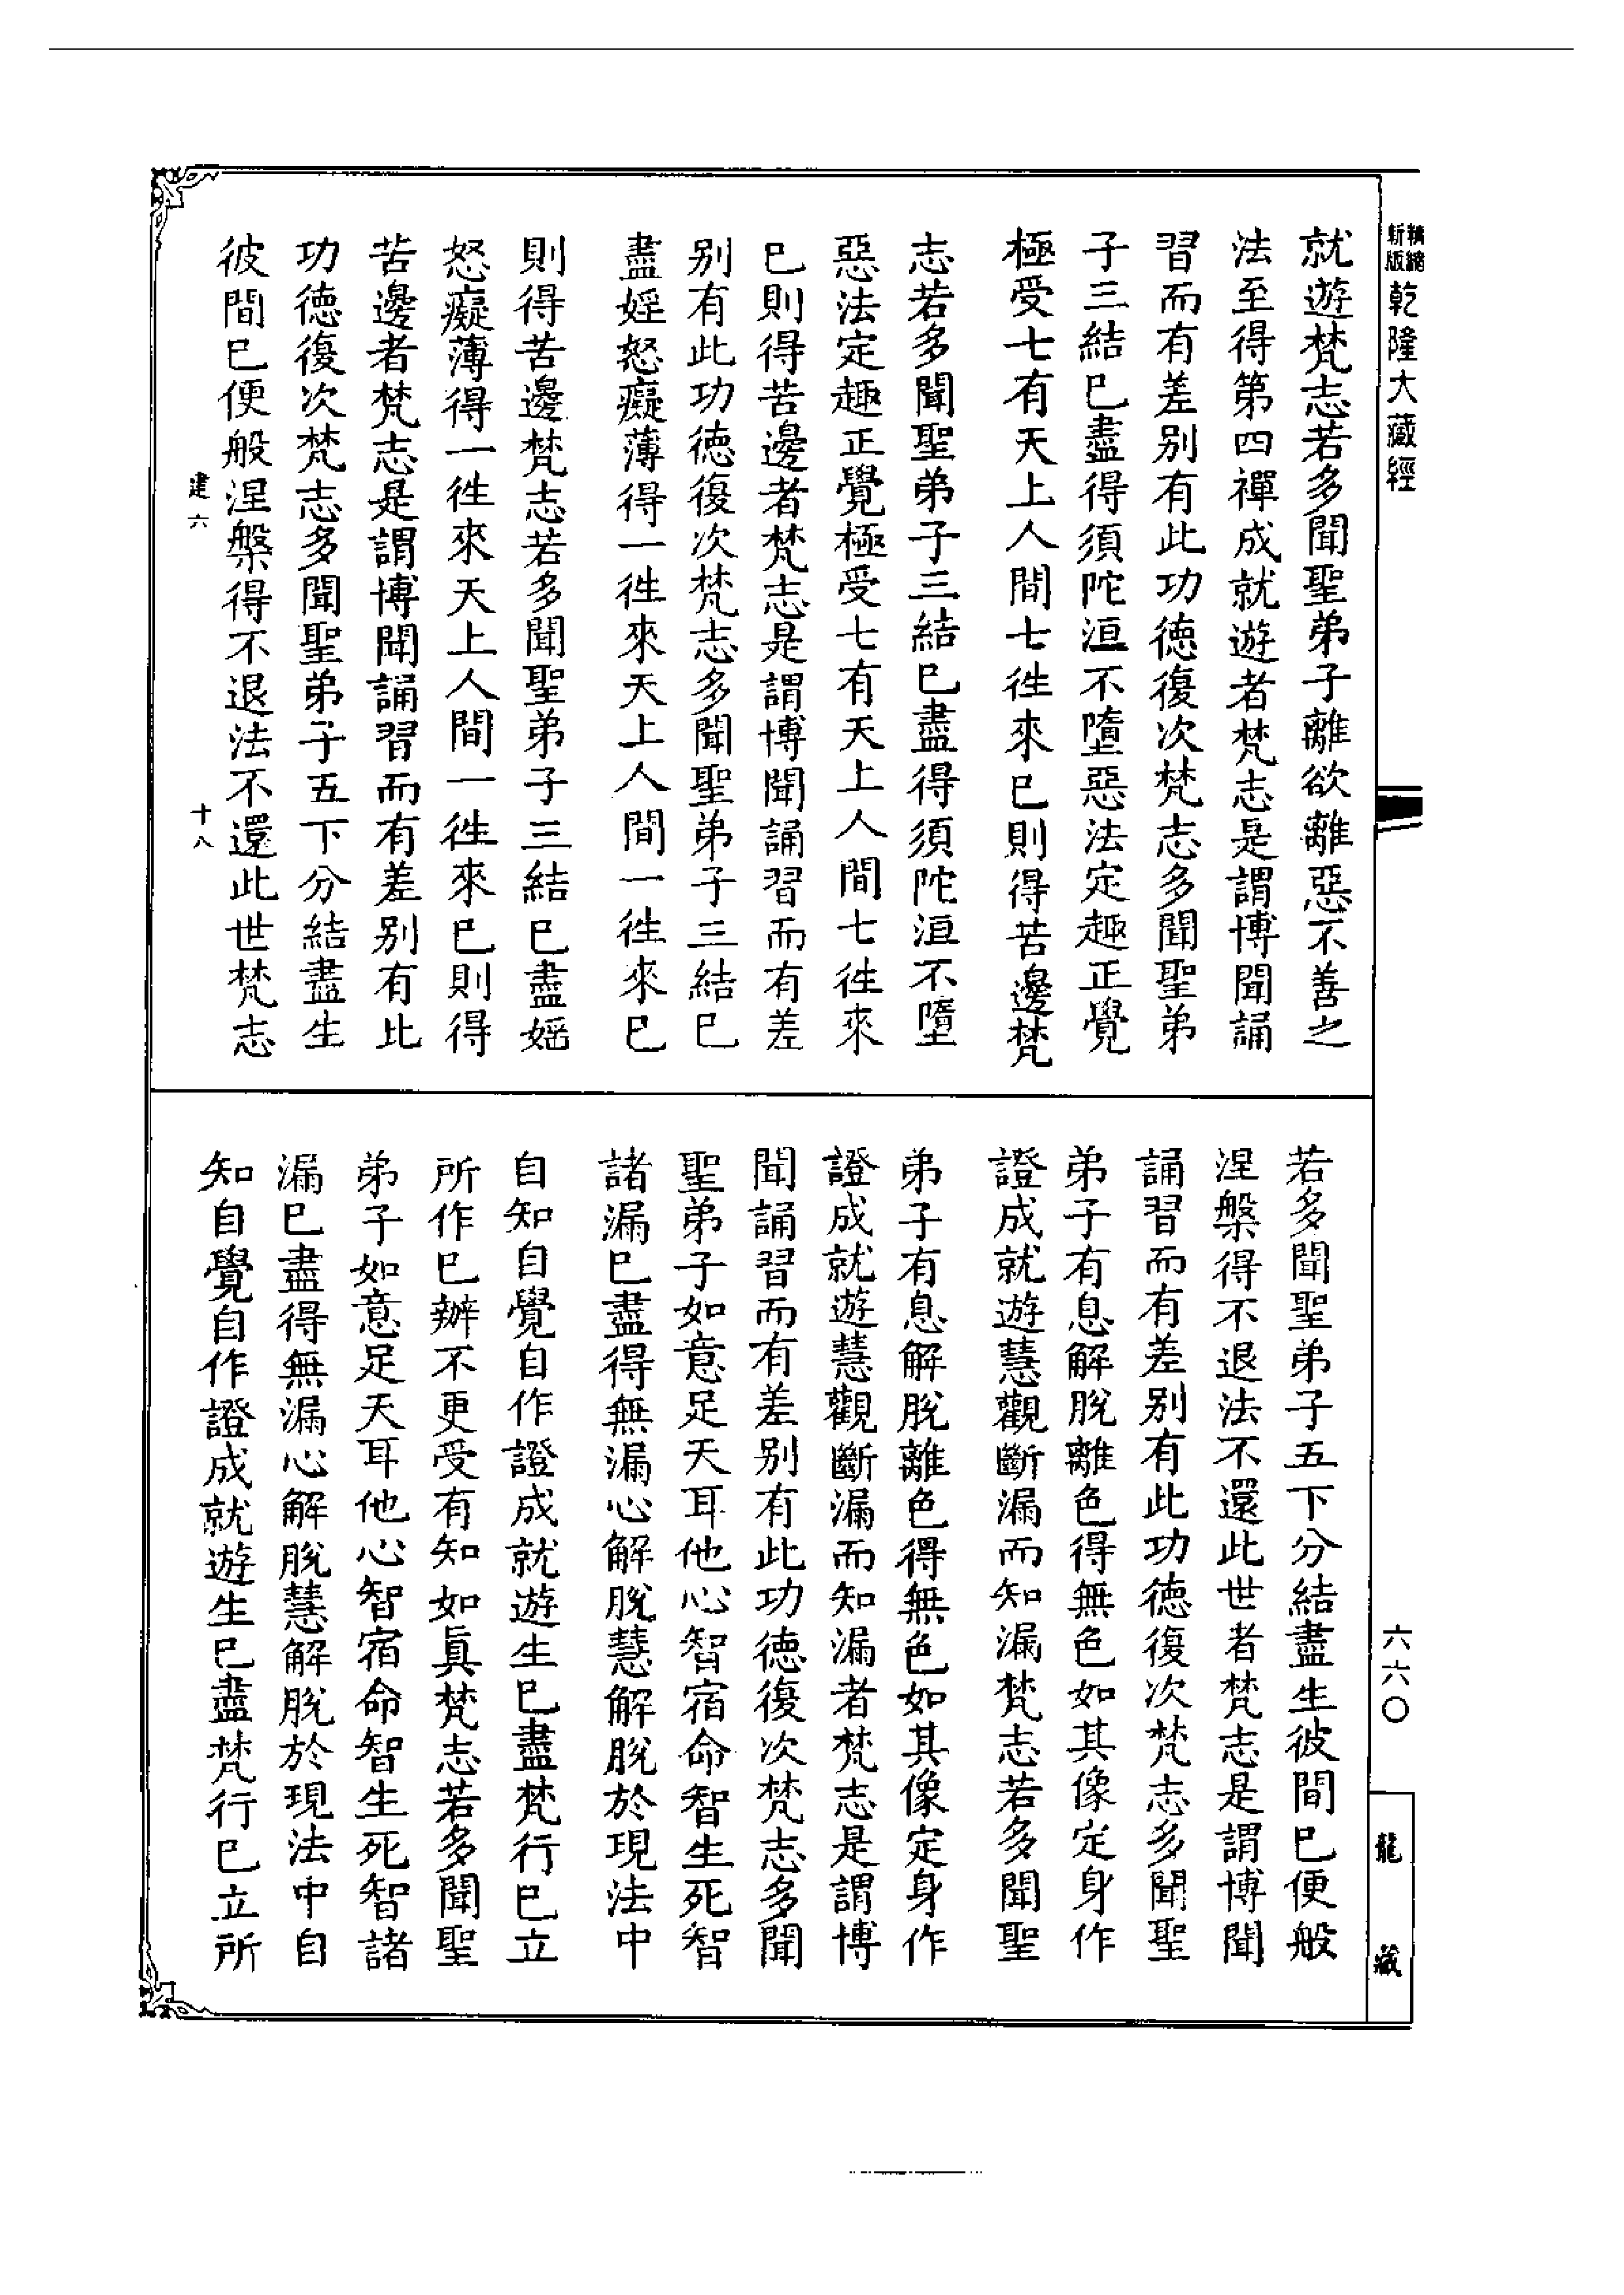 精縮
新版
乾隆大藏經
就遊梵志若多聞聖弟子離欲離惡不善之
法至得第四禪成就遊者梵志是謂博聞誦
習而有差别有此功德復次梵志多聞聖弟
子三結已盡得須陀洹不墮惡法定趣正覺
極受七有天上人間七徃來已則得苦邊梵
志若多聞聖弟子三結已盡得須陀洹不墮
惡法定趣正覺極受七有天上人間七徃來
已則得苦邊者梵志是謂博聞誦習而有差
别有此功德復次梵志多聞聖弟子三結已
盡婬怒癡薄得一徃來天上人間一徃來已
則得苦邊梵志若多聞聖弟子三結已盡婬
怒癡薄得一徃來天上人間一徃來已則得
苦邊者梵志是謂博聞誦習而有差别有此
功德復次梵志多聞聖弟子五下分結盡生
彼間已便般涅槃得不退法不還此世梵志
建六
十八
若多聞聖弟子五下分結盡生彼間已便般
涅槃得不退法不還此世者梵志是謂博聞
誦習而有差别有此功德復次梵志多聞聖
弟子有息解脫離色得無色如其像定身作
證成就遊慧觀斷漏而知漏梵志若多聞聖
弟子有息解脫離色得無色如其像定身作
證成就遊慧觀斷漏而知漏者梵志是謂博
聞誦習而有差别有此功德復次梵志多聞
聖弟子如意足天耳他心智宿命智生死智
諸漏已盡得無漏心解脫慧解脫於現法中
自知自覺自作證成就遊生已盡梵行已立
所作已辦不更受有知如眞梵志若多聞聖
弟子如意足天耳他心智宿命智生死智諸
漏已盡得無漏心解脫慧解脫於現法中自
知自覺自作證成就遊生已盡梵行已立所
六六〇
龍藏